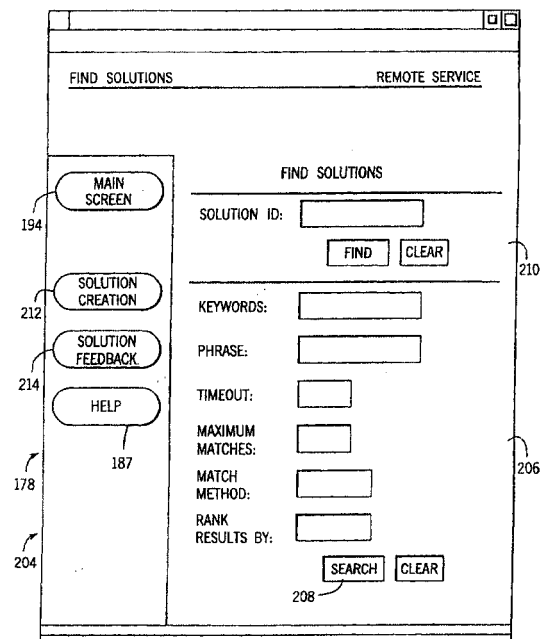 FIND SOLUTIONS REMOTE SERVICE
MAIN
SCREEN
194
SOLUTION
CREATION
212
SOLUTION
FEEDBACK
214
HELP
187
178
204
FIND SOLUTIONS
SOLUTION ID:
FIND CLEAR
210
KEYWORDS:
PHRASE:
TIMEOUT:
MAXIMUM
MATCHES:
206
MATCH
METHOD:
RANK
RESULTS BY:
SEARCH CLEAR
208